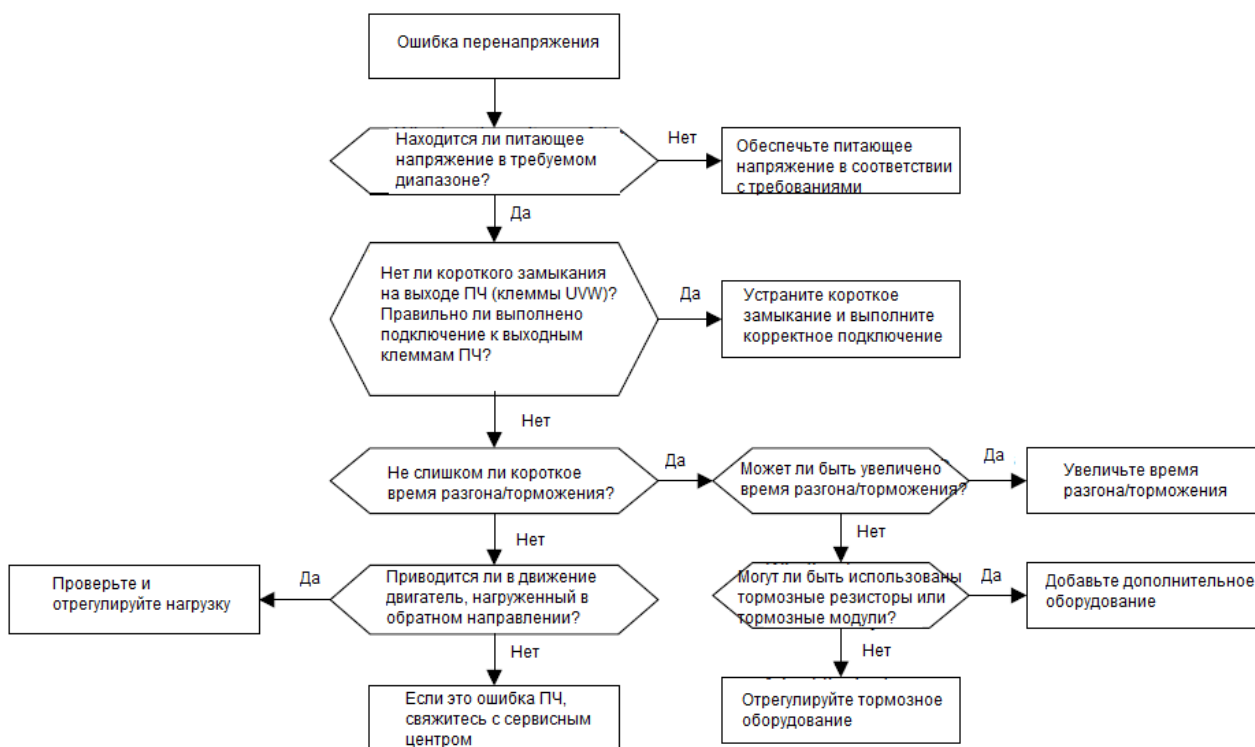 Ошибка перенапряжения
Находится ли питающее
напряжение в требуемом
диапазоне?
Нет
Обеспечьте питающее
напряжение в соответствии
с требованиями
Да
Нет ли короткого замыкания
на выходе ПЧ (клеммы UVW)?
Правильно ли выполнено
подключение к выходным
клеммам ПЧ?
Да
Устраните короткое
замыкание и выполните
корректное подключение
Нет
Не слишком ли короткое
время разгона/торможения?
Да
Может ли быть увеличено
время разгона/торможения?
Да
Увеличьте время
разгона/торможения
Нет
Нет
Проверьте и
отрегулируйте нагрузку
Да
Приводится ли в движение
двигатель, нагруженный в
обратном направлении?
Могут ли быть использованы
тормозные резисторы или
тормозные модули?
Да
Добавьте дополнительное
оборудование
Нет
Нет
Если это ошибка ПЧ,
свяжитесь с сервисным
центром
Отрегулируйте тормозное
оборудование